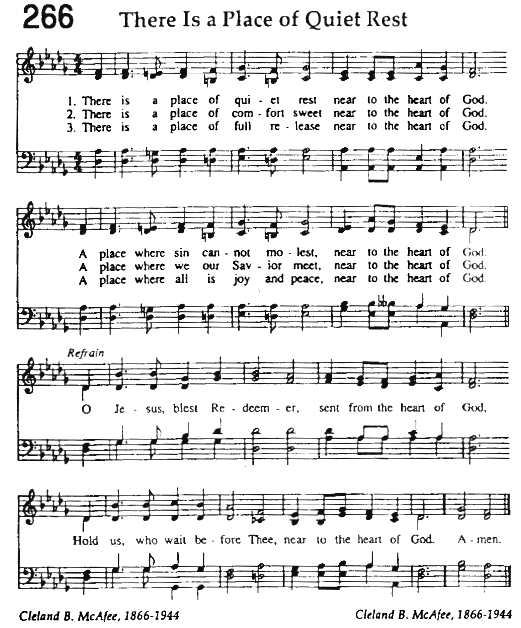 266 There Is a Place of Quiet Rest
1. There is a place of qui - et rest near to the heart of God.
2. There is a place of com - fort sweet near to the heart of God.
3. There is a place of full re - lease near to the heart of God.
A place where sin can - not mo - lest, near to the heart of God.
A place where we our Sav - ior meet, near to the heart of God.
A place where all is joy and peace, near to the heart of God.
Refrain
O Je - sus, blest Re - deem - er, sent from the heart of God,
Hold us, who wait be - fore Thee, near to the heart of God. A - men.
Cleland B. McAfee, 1866-1944 Cleland B. McAfee, 1866-1944